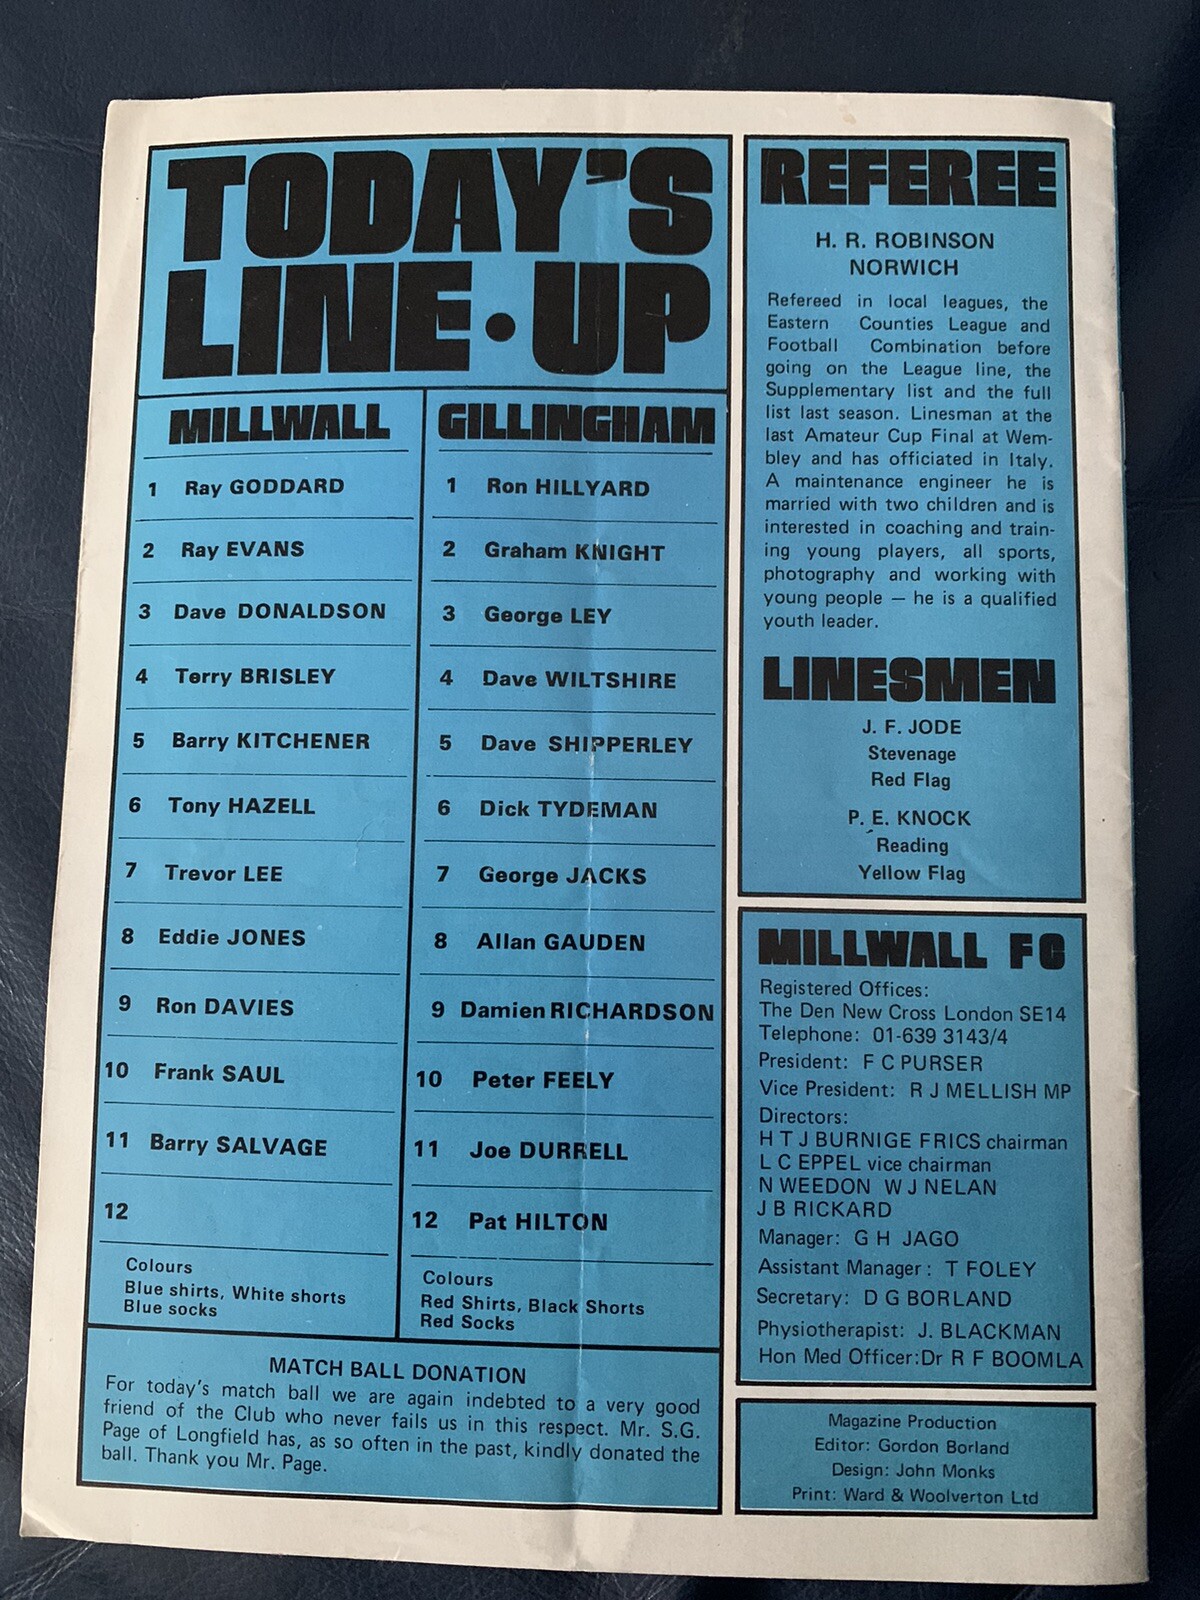 TODAY'S
LINE•UP
MILLWALL
1 Ray GODDARD
2 Ray EVANS
3 Dave DONALDSON
4 Terry BRISLEY
5 Barry KITCHENER
6 Tony HAZELL
7 Trevor LEE
8 Eddie JONES
9 Ron DAVIES
10 Frank SAUL
11 Barry SALVAGE
12
Colours
Blue shirts, White shorts
Blue socks
GILLINGHAM
1 Ron HILLYARD
2 Graham KNIGHT
3 George LEY
4 Dave WILTSHIRE
5 Dave SHIPPERLEY
6 Dick TYDEMAN
7 George JACKS
8 Allan GAUDEN
9 Damien RICHARDSON
10 Peter FEELY
11 Joe DURRELL
12 Pat HILTON
Colours
Red Shirts, Black Shorts
Red Socks
MATCH BALL DONATION
For today's match ball we are again indebted to a very good
friend of the Club who never fails us in this respect. Mr. S.G.
Page of Longfield has, as so often in the past, kindly donated the
ball. Thank you Mr. Page.
REFEREE
H. R. ROBINSON
NORWICH
Refereed in local leagues, the
Eastern Counties League and
Football Combination before
going on the League line, the
Supplementary list and the full
list last season. Linesman at the
last Amateur Cup Final at Wem-
bley and has officiated in Italy.
A maintenance engineer he is
married with two children and is
interested in coaching and train-
ing young players, all sports,
photography and working with
young people — he is a qualified
youth leader.
LINESMEN
J. F. JODE
Stevenage
Red Flag
P. E. KNOCK
Reading
Yellow Flag
MILLWALL FC
Registered Offices:
The Den New Cross London SE14
Telephone: 01-639 3143/4
President: F C PURSER
Vice President: R J MELLISH MP
Directors:
H T J BURNIGE FRICS chairman
L C EPPEL vice chairman
N WEEDON W J NELAN
J B RICKARD
Manager: G H JAGO
Assistant Manager: T FOLEY
Secretary: D G BORLAND
Physiotherapist: J. BLACKMAN
Hon Med Officer:Dr R F BOOMLA
Magazine Production
Editor: Gordon Borland
Design: John Monks
Print: Ward & Woolverton Ltd